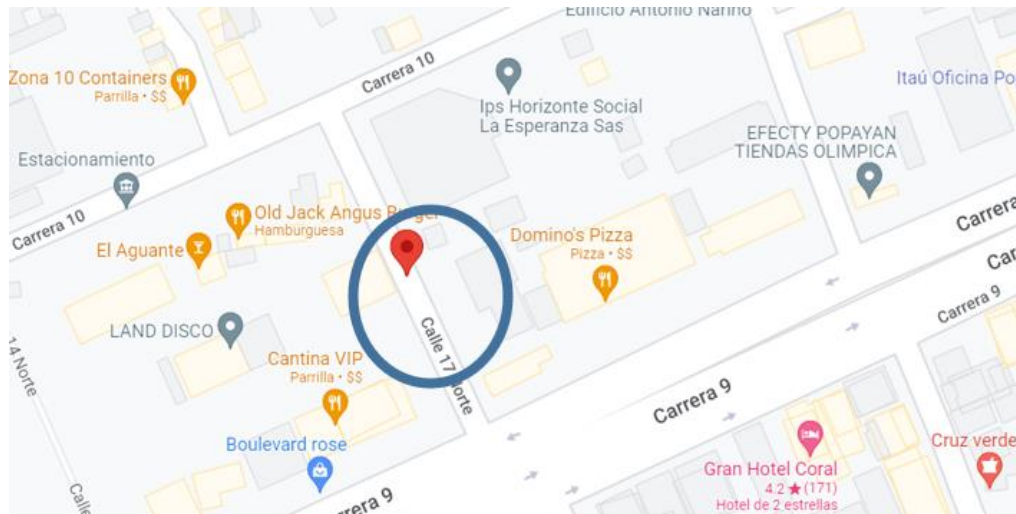 Edificio Antonio Nariño
Zona 10 Containers
Parrilla • $$
Carrera 10
Itaú Oficina Po
Ips Horizonte Social
La Esperanza Sas
EFECTY POPAYAN
TIENDAS OLIMPICA
Estacionamiento
Carrera 10
Old Jack Angus Burger
Hamburguesa
El Aguante
Domino's Pizza
Pizza • $$
Carrera
Car
Carrera 9
LAND DISCO
Calle 17 Norte
14 Norte
Cantina VIP
Parrilla • $$
Carrera 9
Boulevard rose
Gran Hotel Coral
4.2 ★ (171)
Hotel de 2 estrellas
Cruz verde
Calle
rrera 9